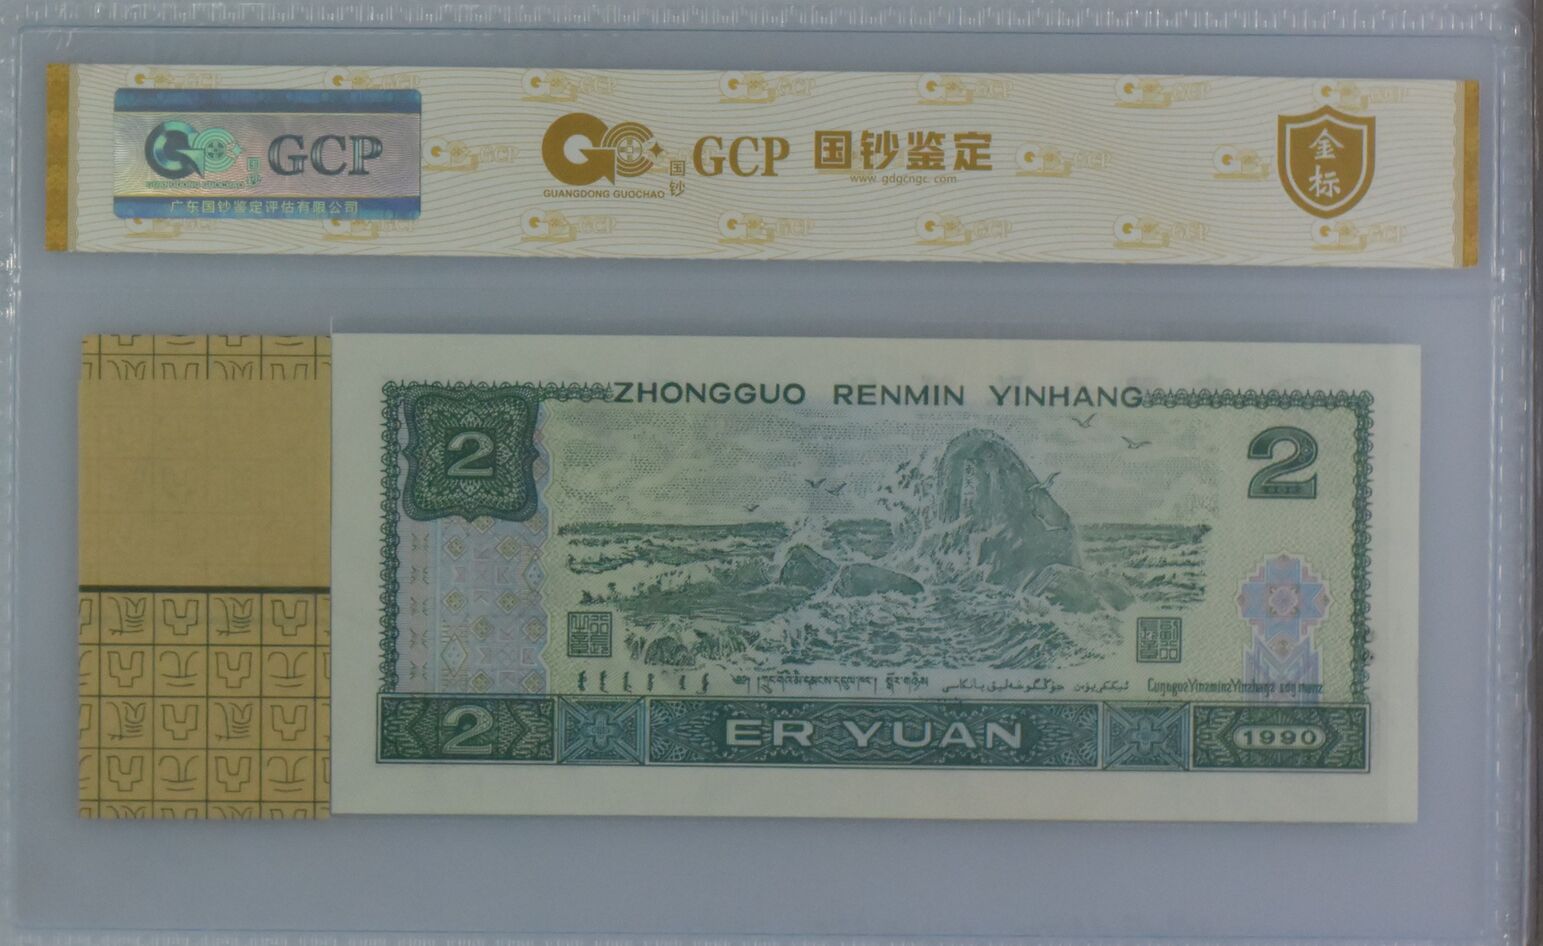 GCP
广东国钞鉴定评估有限公司
国钞
GUANGDONG GUOCHAO
GCP 国钞鉴定
www.gdgcngc.com
金标
ZHONGGUO RENMIN YINHANG
2
2
2
ER YUAN
1990